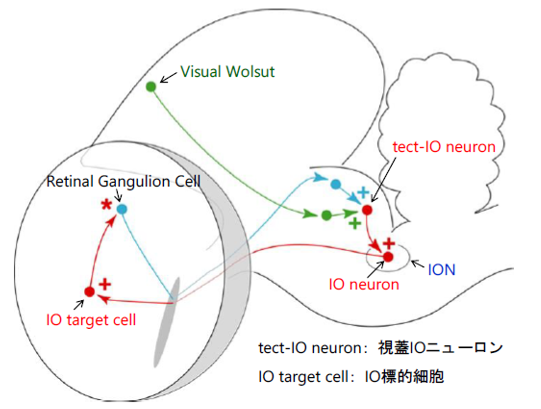 Visual Wolsut
tect-IO neuron
Retinal Gangulion Cell
*
+
+
+
+
+
ION
IO neuron
IO target cell
tect-IO neuron：視蓋IOニューロン
IO target cell：IO標的細胞